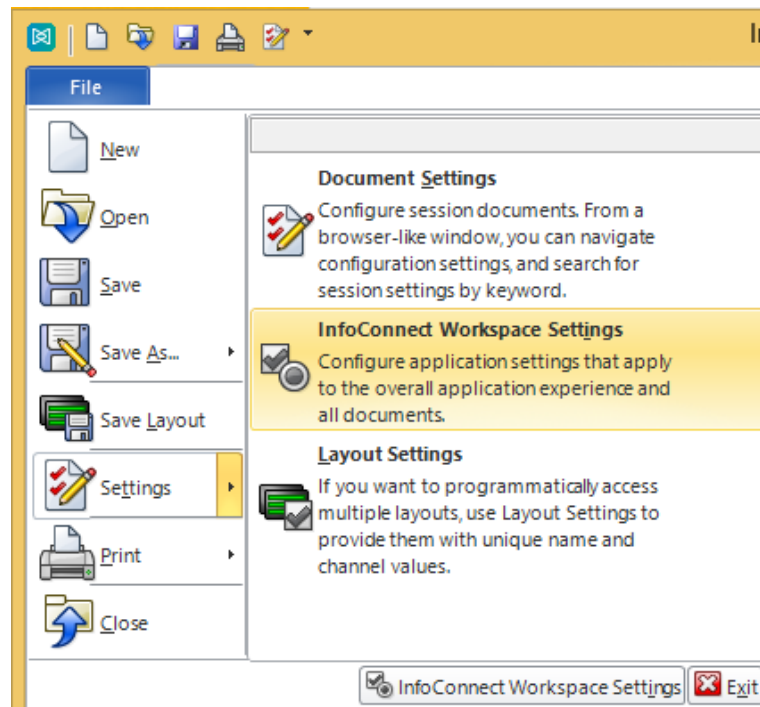 In
File
New
Open
Save
Save As...
Save Layout
Settings
Print
Close
Document Settings
Configure session documents. From a
browser-like window, you can navigate
configuration settings, and search for
session settings by keyword.
InfoConnect Workspace Settings
Configure application settings that apply
to the overall application experience and
all documents.
Layout Settings
If you want to programmatically access
multiple layouts, use Layout Settings to
provide them with unique name and
channel values.
InfoConnect Workspace Settings
Exit